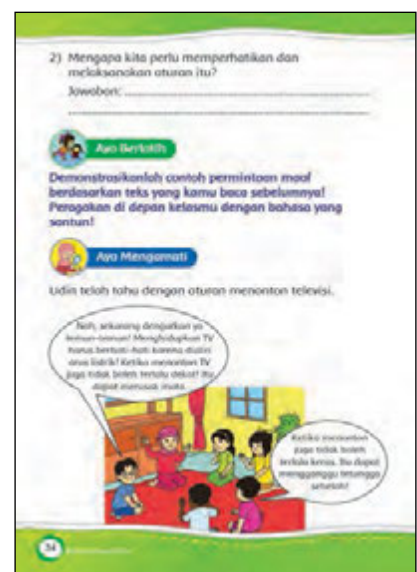 2) Mengapa kita perlu memperhatikan dan
melaksanakan aturan itu?
Jawaban:
Ayo Berlatih
Demonstrasikanlah contoh permintaan maaf
berdasarkan teks yang kamu baca sebelumnya!
Peragakan di depan kelasmu dengan bahasa yang
santun!
Ayo Mengamati
Udin telah tahu dengan aturan menonton televisi.
Nah, sekarang dengarkan ya
teman-teman! Menghidupkan TV
harus berhati-hati karena dialiri
arus listrik! Ketika menonton TV
juga tidak boleh terlalu dekat! Itu
dapat merusak mata.
Ketika menonton
juga tidak boleh
terlalu keras. Itu dapat
mengganggu tetangga
sebelah!